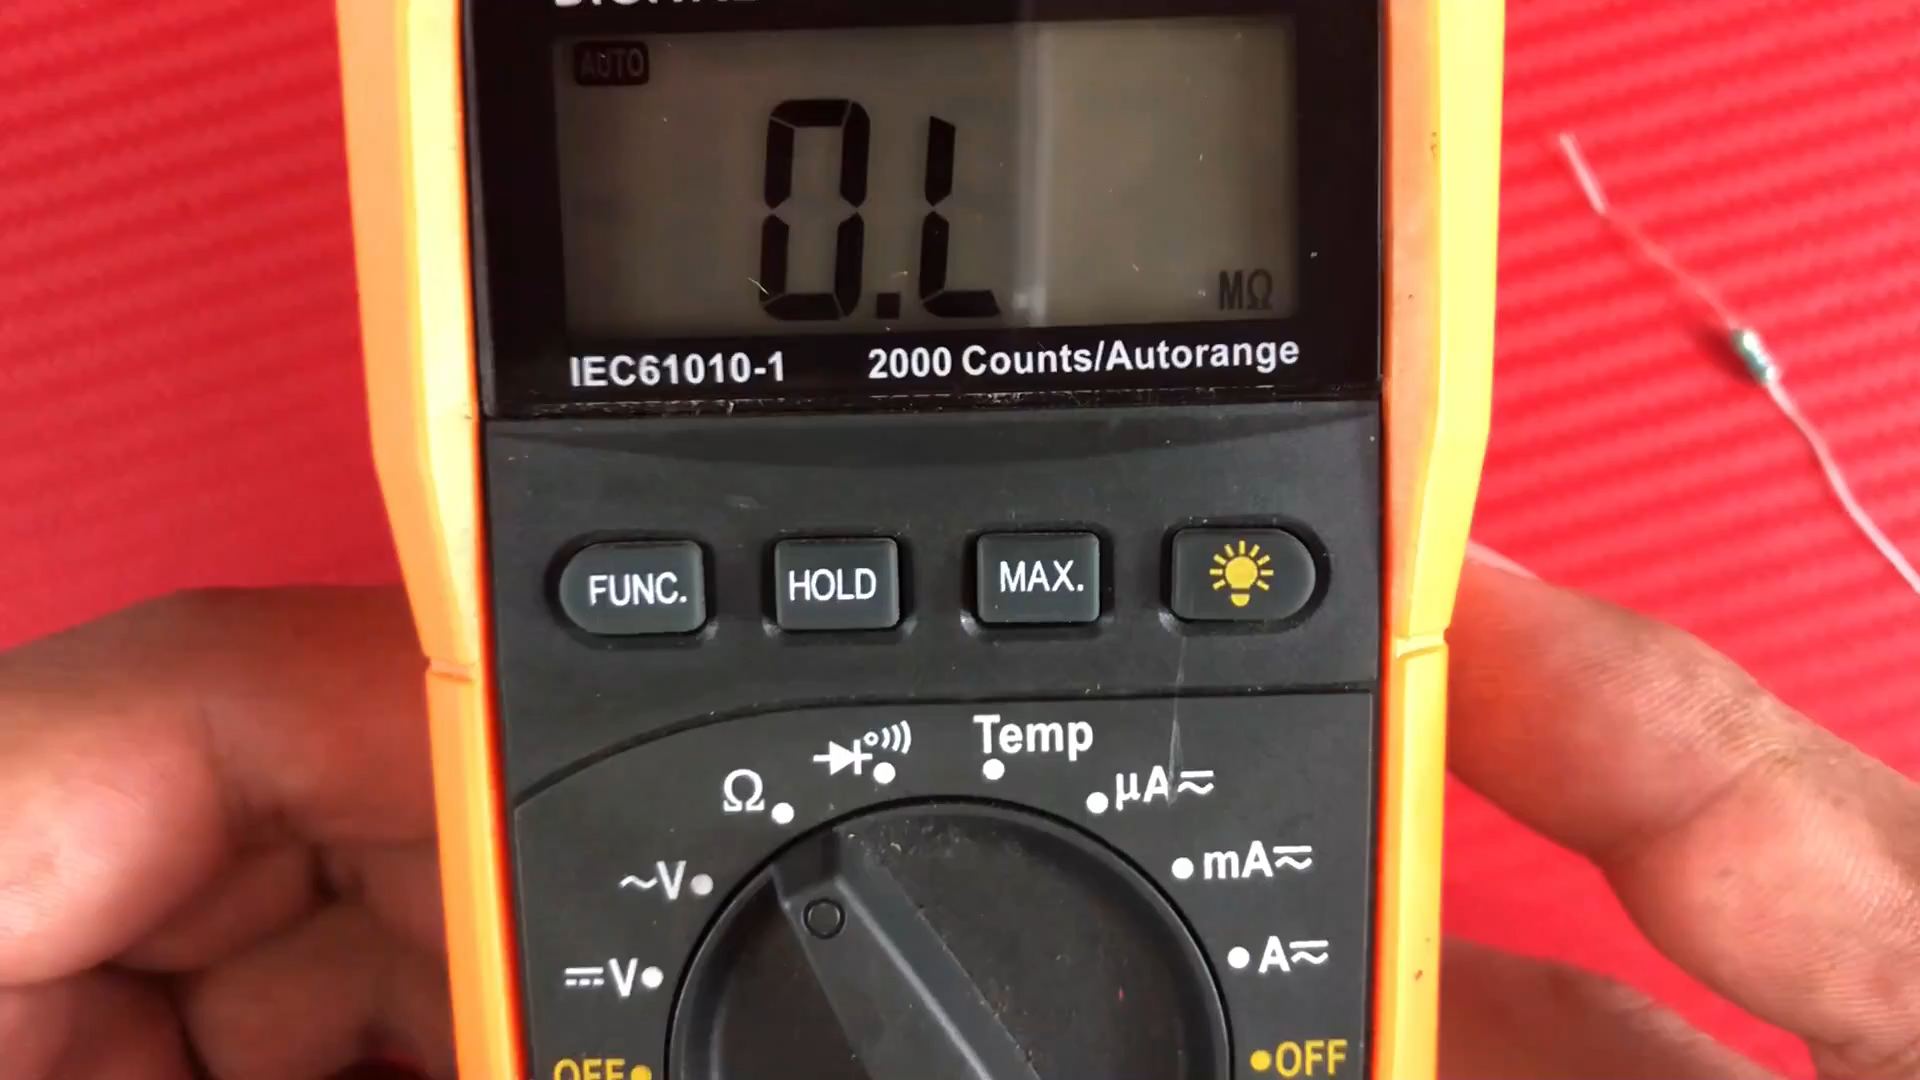 AUTO
0.L
MΩ
IEC61010-1 2000 Counts/Autorange
FUNC. HOLD MAX.
Temp
Ω
µA
~V
mA
V
A
OFF
OFF